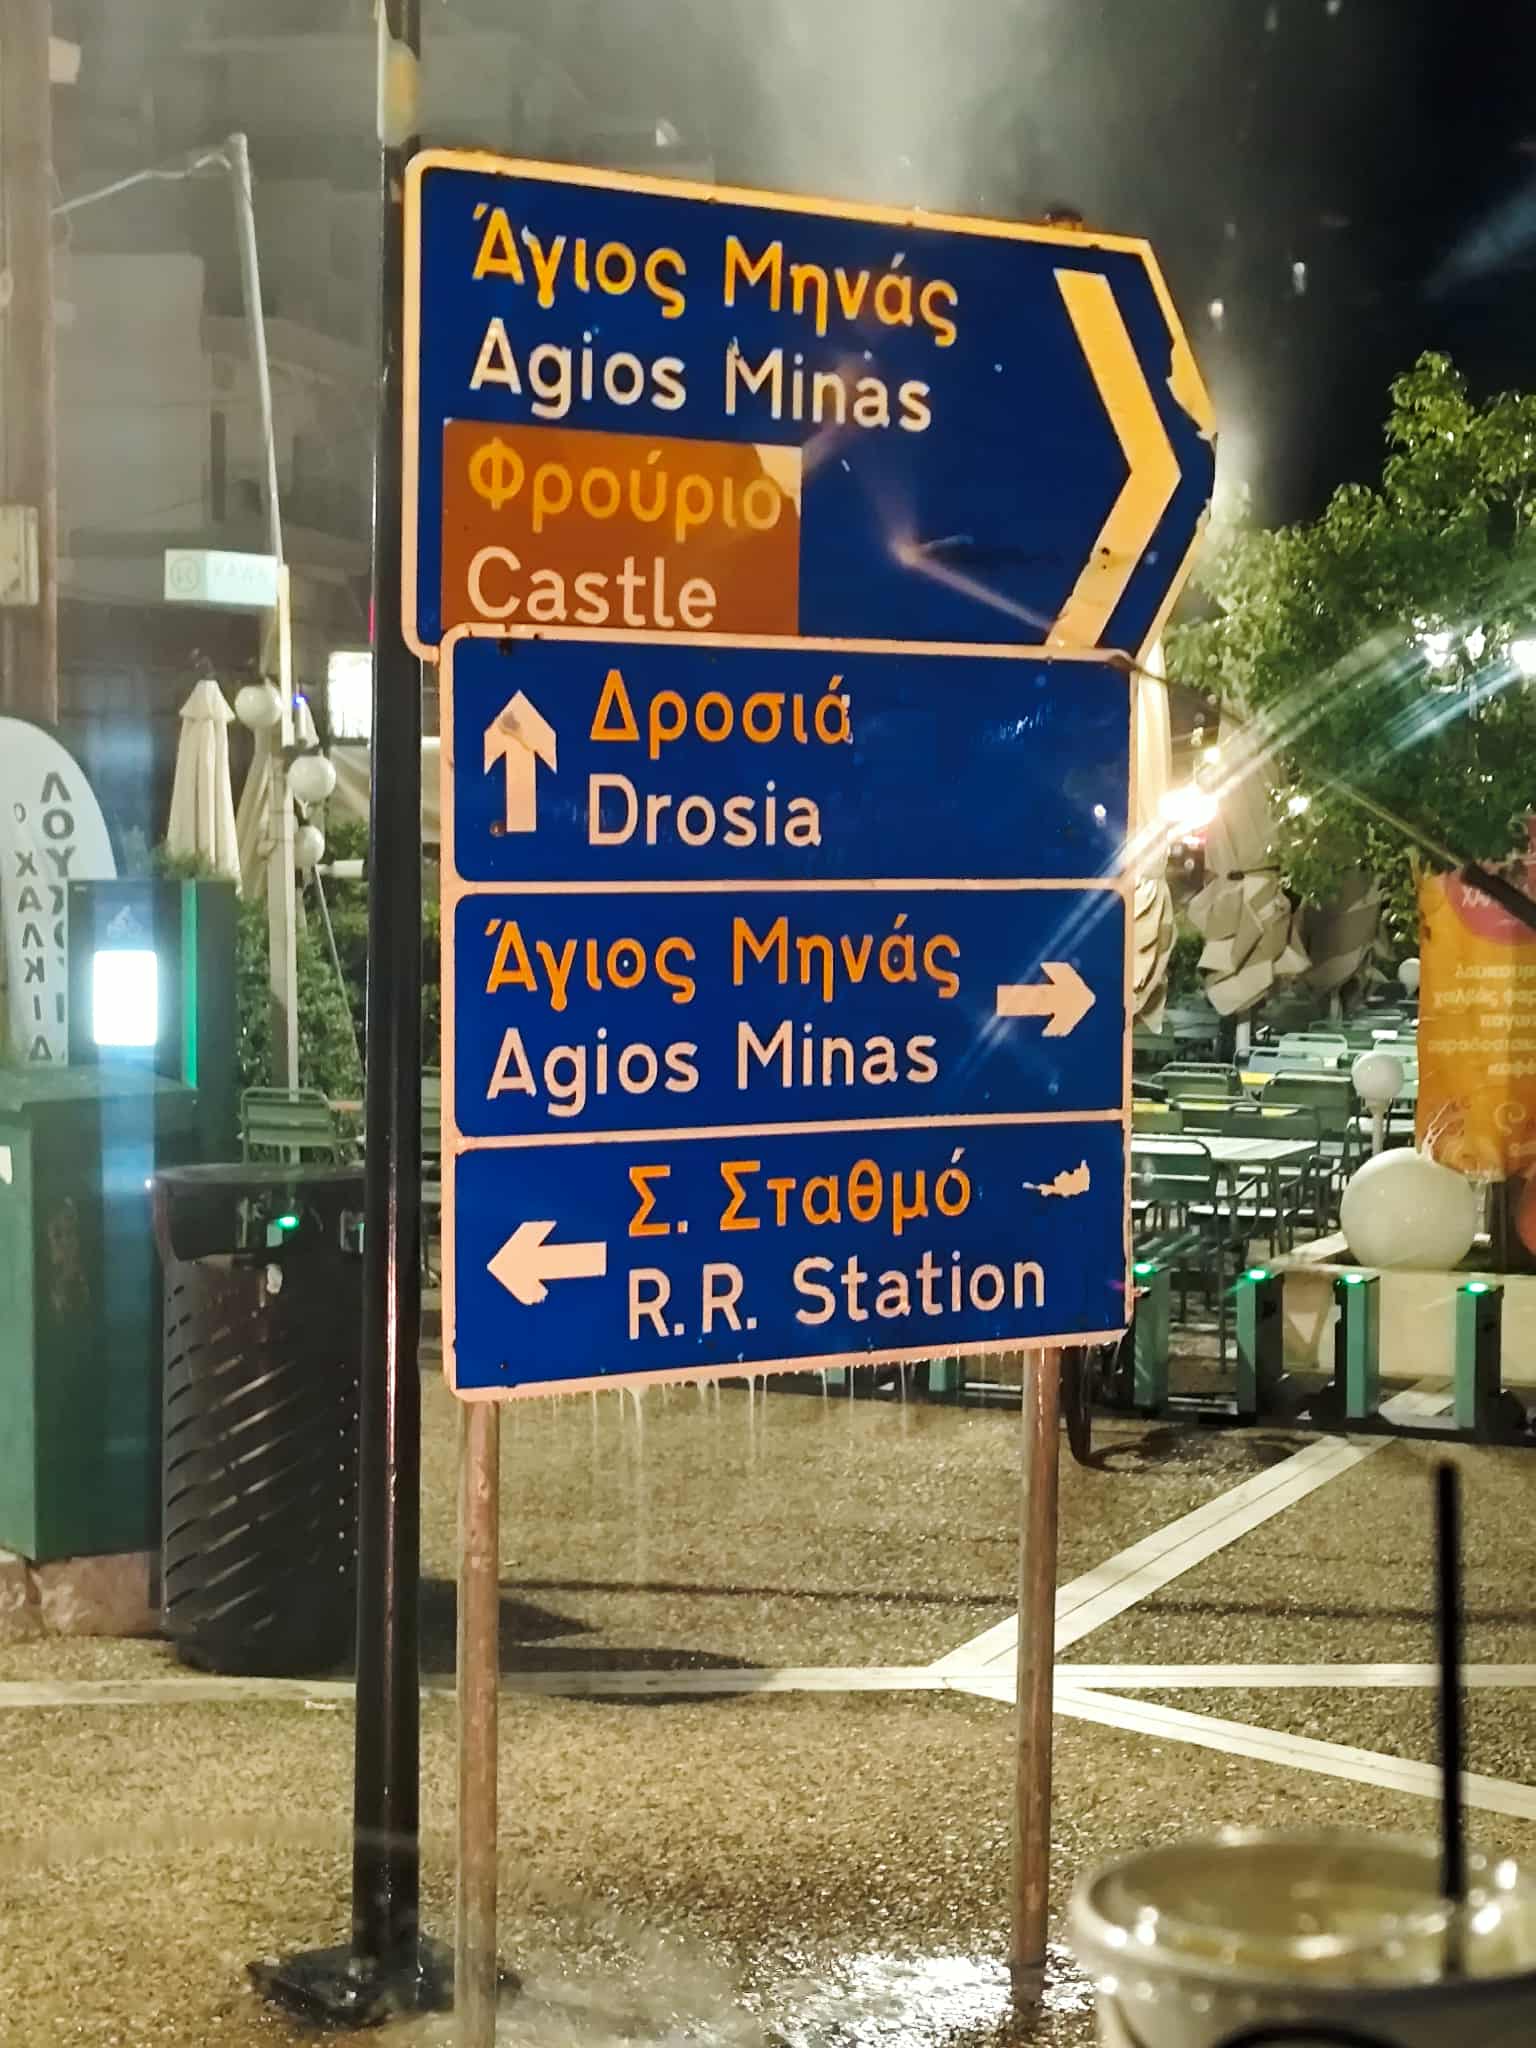 Άγιος Μηνάς
Agios Minas
Φρούριο
Castle
Δροσιά
Drosia
Άγιος Μηνάς
Agios Minas
Σ. Σταθμό
R.R. Station